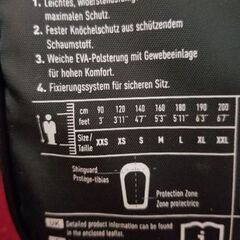 1. Leichtes, widerstandsfähiges
maximalen Schutz.
2. Fester Knöchelschutz aus schützendem
Schaumstoff.
3. Weiche EVA-Polsterung mit Gewebeeinlage
für hohen Komfort.
4. Fixierungssystem für sicheren Sitz.
cm 90 120 140 160 180 190 200
feet 3' 3'11" 4'7" 5'3" 5'11" 6'3" 6'7"
Size/ Taille XXS XS S M L XL XXL
Shinguard
Protège-tibias
Protection Zone
Zone protectrice
UK
Detailed product information can be found
in the enclosed leaflet.